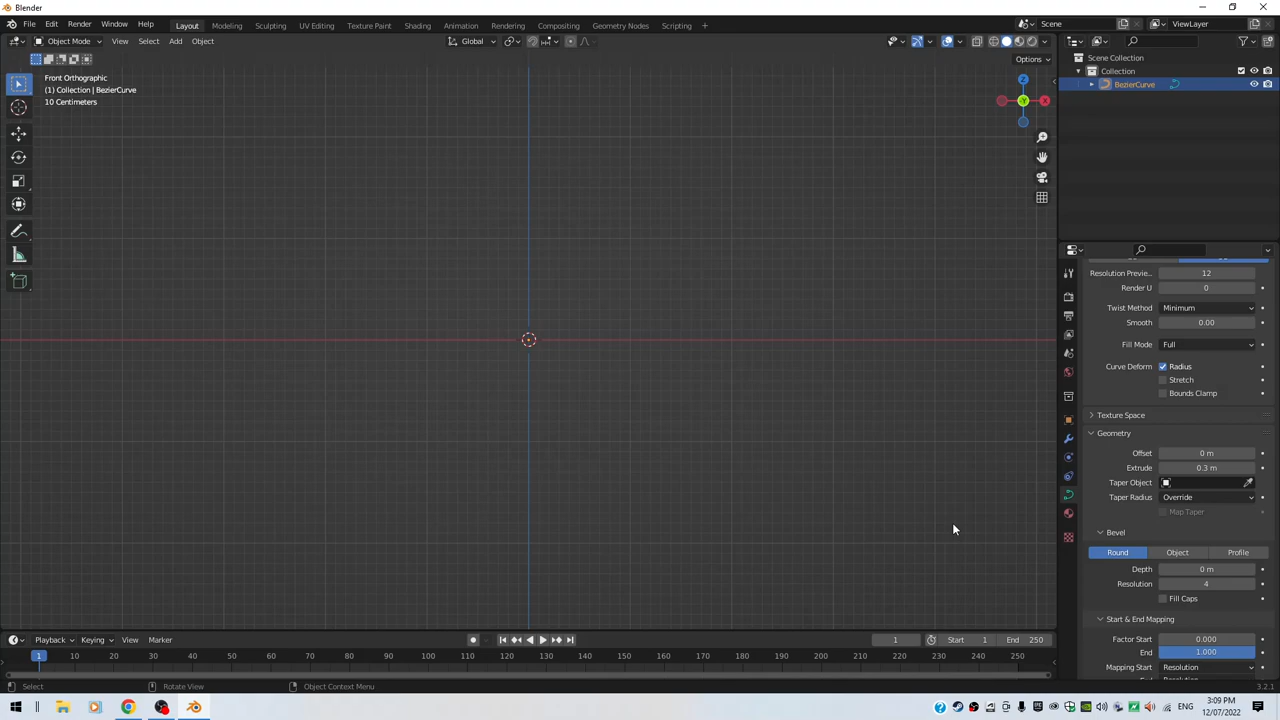 Blender
File Edit Render Window Help
Layout Modeling Sculpting UV Editing Texture Paint Shading Animation Rendering Compositing Geometry Nodes Scripting +
Scene ViewLayer
Object Mode View Select Add Object Global
Options
Front Orthographic
(1) Collection | BezierCurve
10 Centimeters
Z
-Y
X
Scene Collection
Collection
BezierCurve
Resolution Previe... 12
Render U 0
Twist Method Minimum
Smooth 0.00
Fill Mode Full
Curve Deform Radius
Stretch
Bounds Clamp
Texture Space
Geometry
Offset 0 m
Extrude 0.3 m
Taper Object
Taper Radius Override
Map Taper
Bevel
Round Object Profile
Depth 0 m
Resolution 4
Fill Caps
Start & End Mapping
Factor Start 0.000
End 1.000
Mapping Start Resolution
Playback Keying View Marker 1 Start 1 End 250
1 10 20 30 40 50 60 70 80 90 100 110 120 130 140 150 160 170 180 190 200 210 220 230 240 250
Select Rotate View Object Context Menu 3.2.1
ENG 3:09 PM
12/07/2022